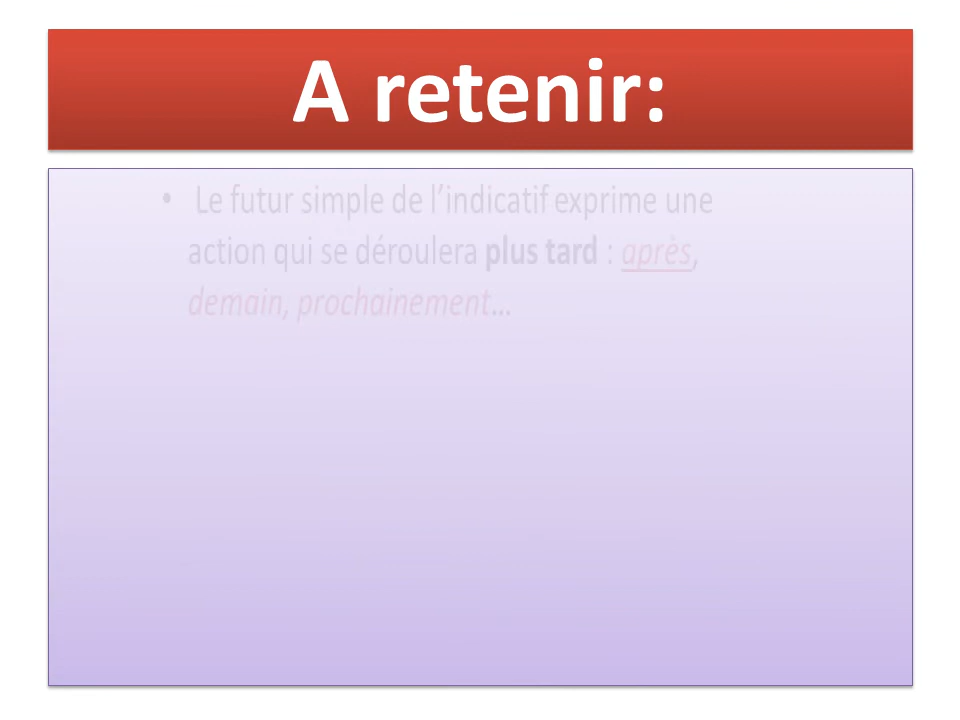 A retenir:
• Le futur simple de l’indicatif exprime une
action qui se déroulera plus tard : après,
demain, prochainement...